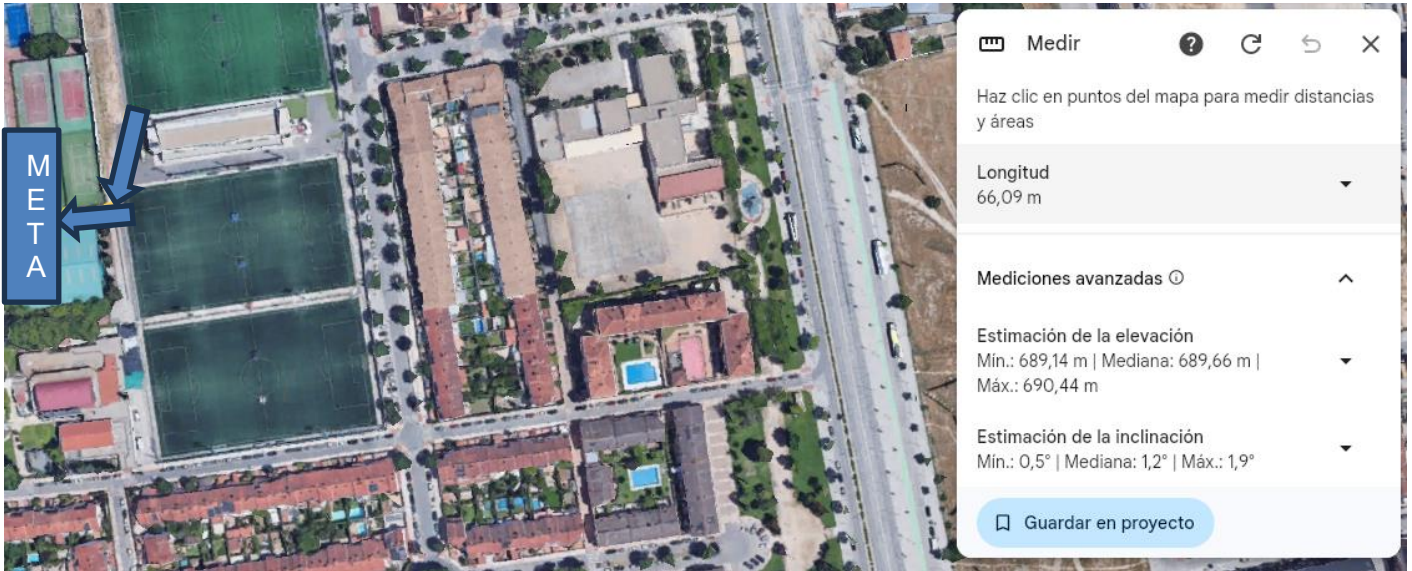 M
E
T
A
Medir
Haz clic en puntos del mapa para medir distancias
y áreas
Longitud
66,09 m
Mediciones avanzadas
Estimación de la elevación
Mín.: 689,14 m | Mediana: 689,66 m |
Máx.: 690,44 m
Estimación de la inclinación
Mín.: 0,5° | Mediana: 1,2° | Máx.: 1,9°
Guardar en proyecto